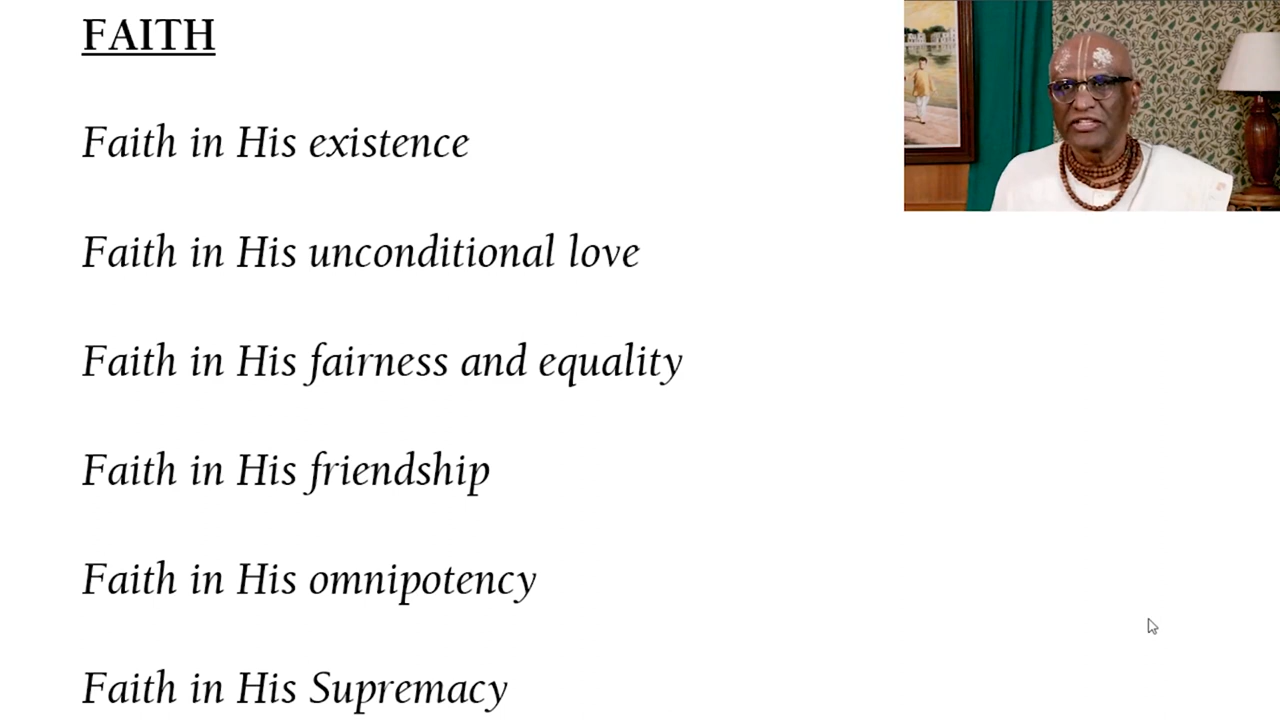 FAITH
Faith in His existence
Faith in His unconditional love
Faith in His fairness and equality
Faith in His friendship
Faith in His omnipotency
Faith in His Supremacy